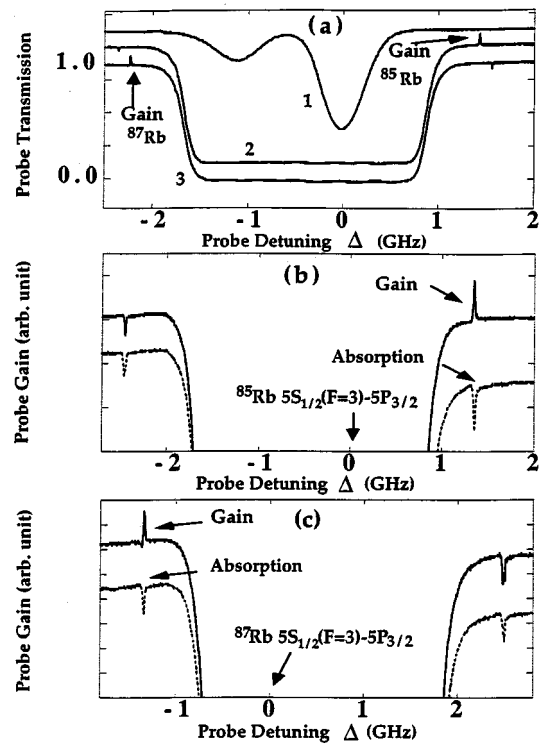 (a)
Probe Transmission
1.0
0.0
Gain
85Rb
Gain
87Rb
1
2
3
-2 -1 0 1 2
Probe Detuning Δ (GHz)
(b)
Probe Gain (arb. unit)
Gain
Absorption
85Rb 5S1/2(F=3)-5P3/2
-2 -1 0 1 2
Probe Detuning Δ (GHz)
(c)
Probe Gain (arb. unit)
Gain
Absorption
87Rb 5S1/2(F=3)-5P3/2
-1 0 1 2
Probe Detuning Δ (GHz)